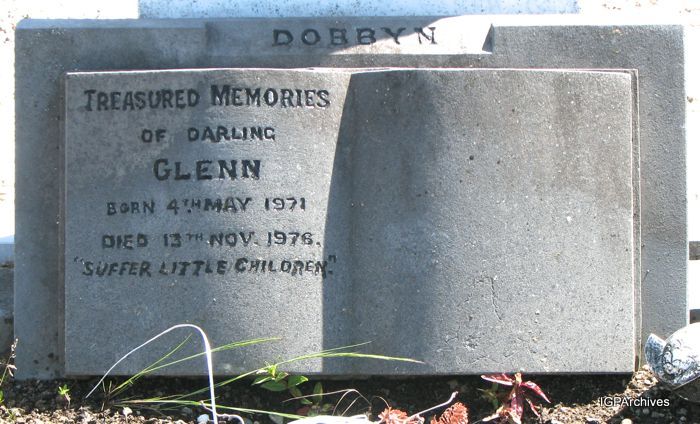 DOBBYN
TREASURED MEMORIES
OF DARLING
GLENN
BORN 4TH MAY 1971
DIED 13TH NOV. 1976.
"SUFFER LITTLE CHILDREN."
IGPArchives